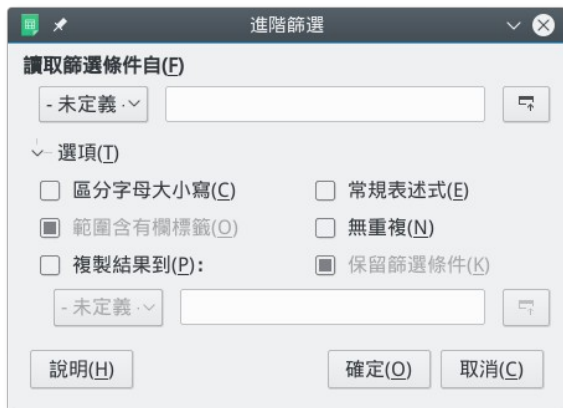 進階篩選
讀取篩選條件自(F)
- 未定義 -
選項(T)
區分字母大小寫(C)
常規表述式(E)
範圍含有欄標籤(O)
無重複(N)
複製結果到(P):
保留篩選條件(K)
- 未定義 -
說明(H)
確定(O)
取消(C)